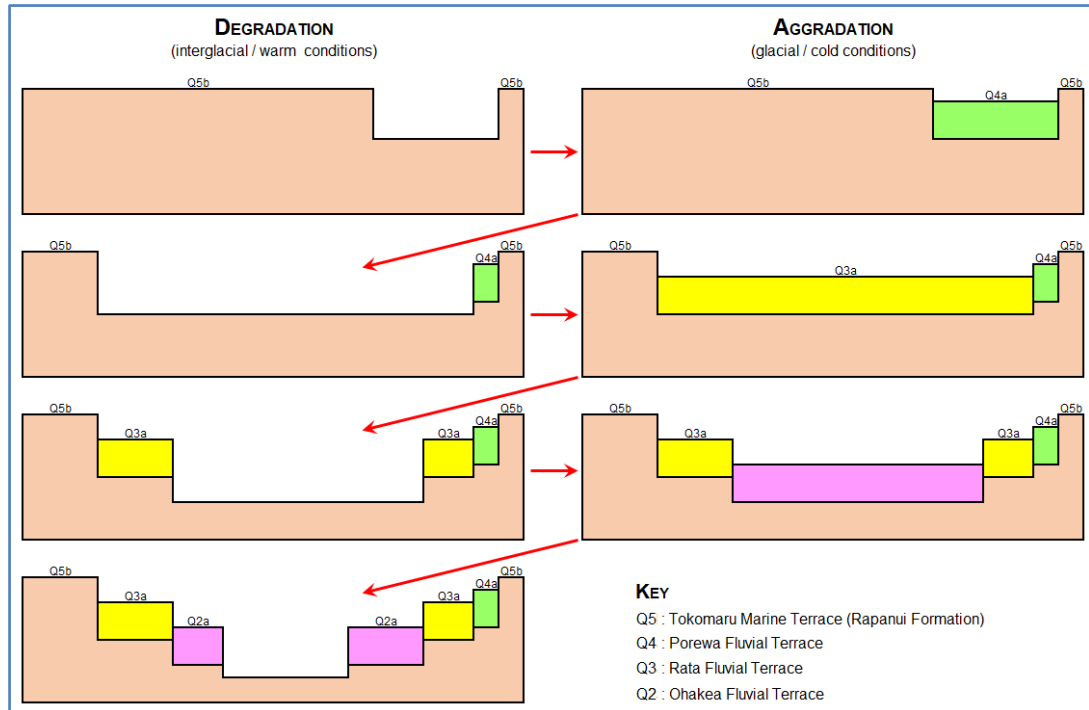 DEGRADATION
(interglacial / warm conditions)
AGGRADATION
(glacial / cold conditions)
Q5b Q5b
Q5b Q4a Q5b
Q5b Q4a Q5b
Q5b Q3a Q4a Q5b
Q5b Q3a Q3a Q4a Q5b
Q5b Q3a Q3a Q4a Q5b
Q5b Q3a Q2a Q2a Q3a Q4a Q5b
KEY
Q5 : Tokomaru Marine Terrace (Rapanui Formation)
Q4 : Porewa Fluvial Terrace
Q3 : Rata Fluvial Terrace
Q2 : Ohakea Fluvial Terrace